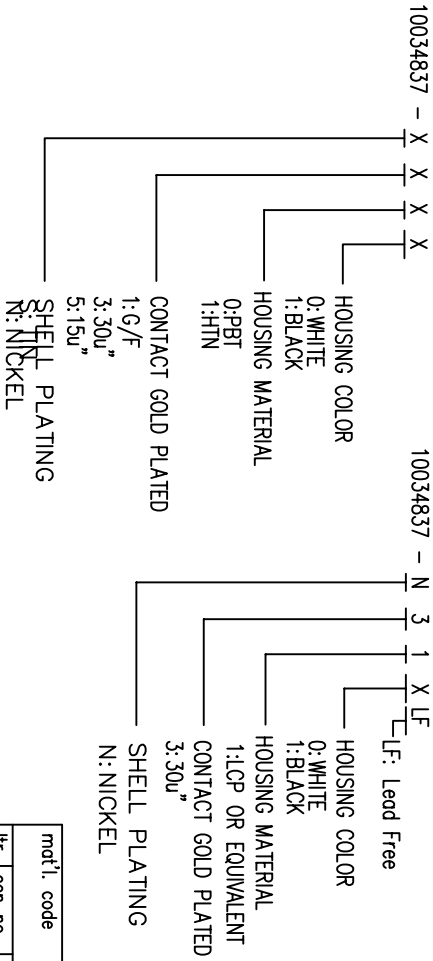 10034837 - X X X X
HOUSING COLOR
0: WHITE
1:BLACK
HOUSING MATERIAL
0:PBT
1:HTN
CONTACT GOLD PLATED
1:G/F
3:30u"
5:15u"
SHELL PLATING
S: TIN
N: NICKEL
10034837 - N 3 1 X LF
LF: Lead Free
HOUSING COLOR
0: WHITE
1:BLACK
HOUSING MATERIAL
1:LCP OR EQUIVALENT
CONTACT GOLD PLATED
3:30u"
SHELL PLATING
N: NICKEL
mat'l. code